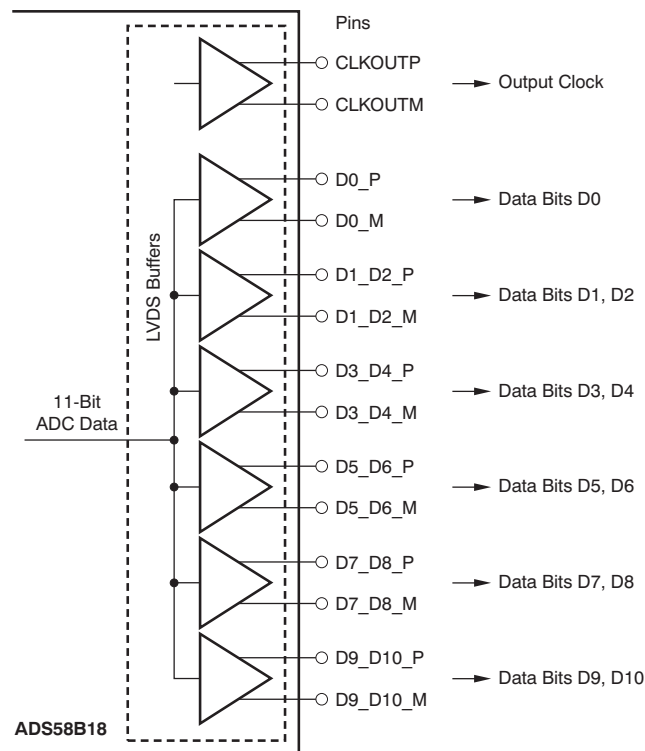 Pins
CLKOUTP
Output Clock
CLKOUTM
D0_P
Data Bits D0
D0_M
LVDS Buffers
D1_D2_P
Data Bits D1, D2
D1_D2_M
D3_D4_P
Data Bits D3, D4
D3_D4_M
11-Bit
ADC Data
D5_D6_P
Data Bits D5, D6
D5_D6_M
D7_D8_P
Data Bits D7, D8
D7_D8_M
D9_D10_P
Data Bits D9, D10
D9_D10_M
ADS58B18